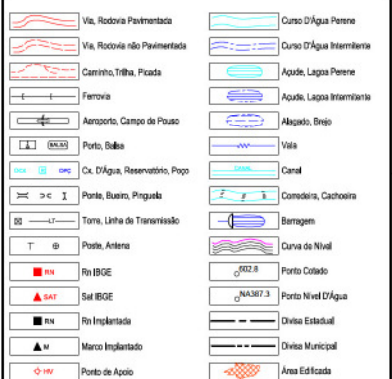 Via, Rodovia Pavimentada
Via, Rodovia não Pavimentada
Caminho,Trilha, Picada
Ferrovia
Aeroporto, Campo de Pouso
BALSA Porto, Balsa
DCX R OPÇ Cx. D'Água, Reservatório, Poço
Ponte, Bueiro, Pinguela
LT Torre, Linha de Transmissão
Poste, Antena
RN Rn IBGE
SAT Sat IBGE
RN Rn Implantada
M Marco Implantado
HV Ponto de Apoio
Curso D'Água Perene
Curso D'Água Intermitente
Açude, Lagoa Perene
Açude, Lagoa Intermitente
Alagado, Brejo
Vala
CANAL Canal
Corredeira, Cachoeira
Barragem
Curva de Nível
602.8 Ponto Cotado
NA387.3 Ponto Nível D'Água
Divisa Estadual
Divisa Municipal
Área Edificada